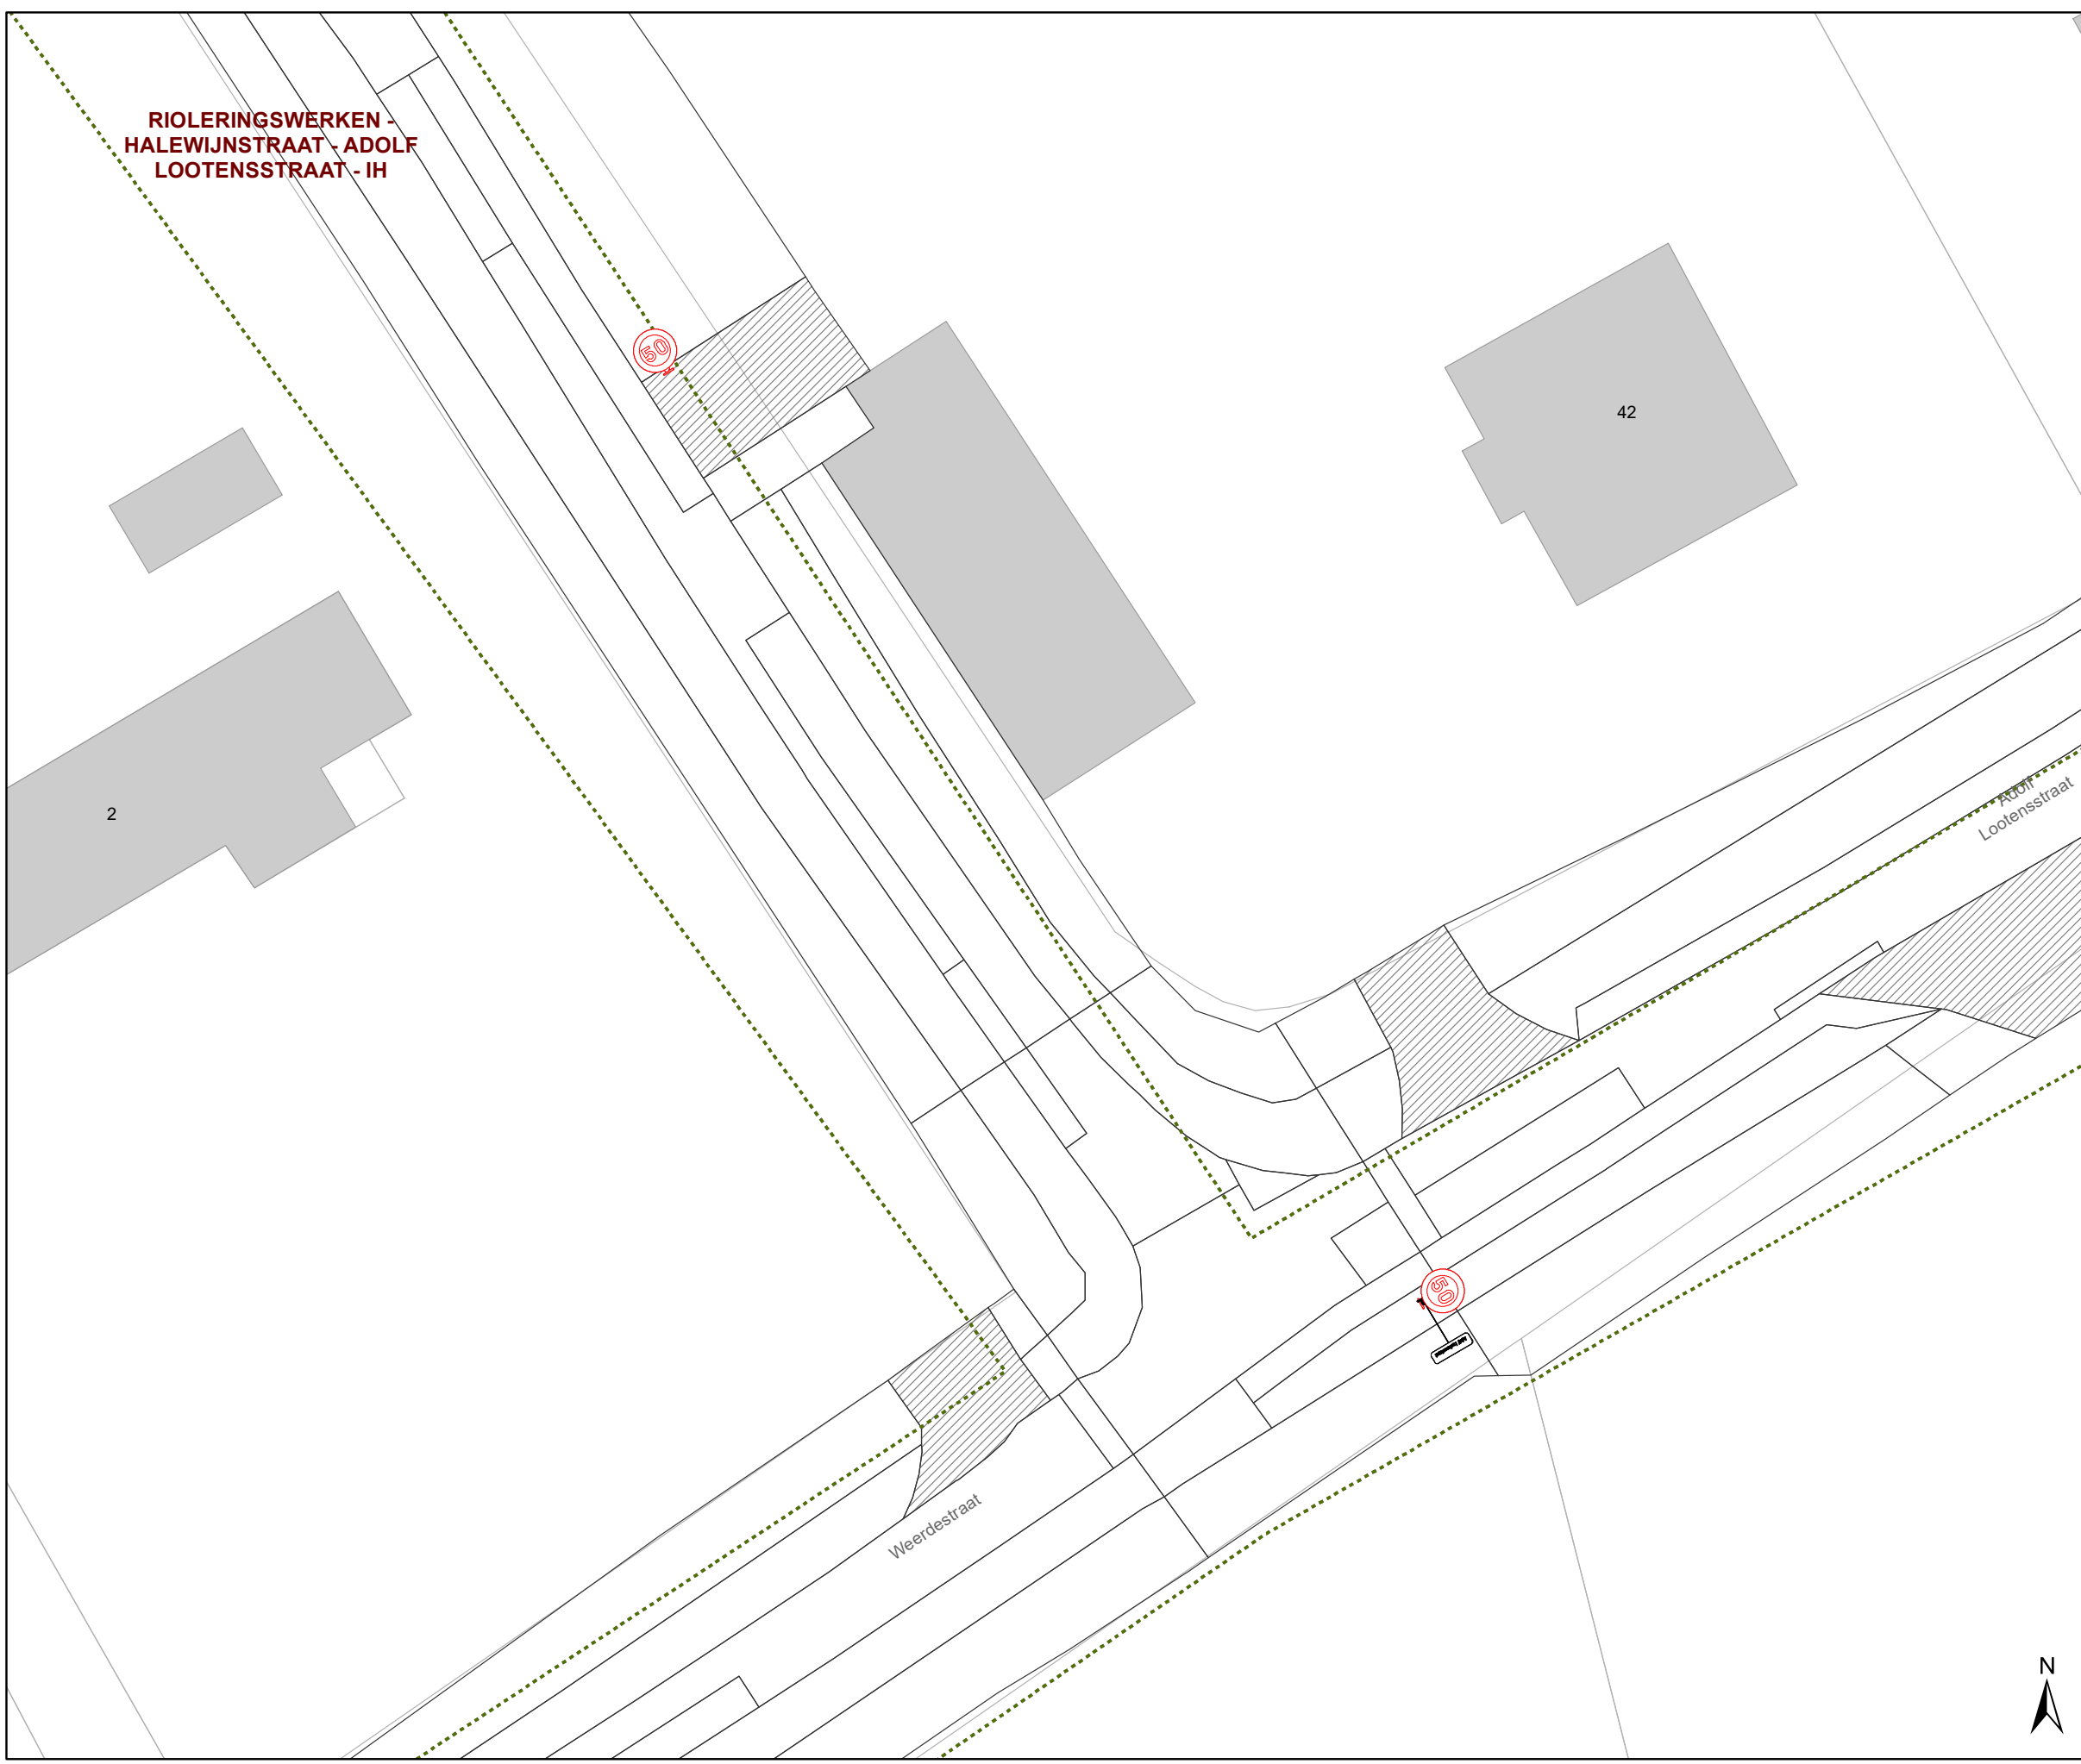 RIOLERINGSWERKEN -
HALEWIJNSTRAAT - ADOLF
LOOTENSSTRAAT - IH
50
42
2
Adolf
Lootensstraat
50
Weerdestraat
N